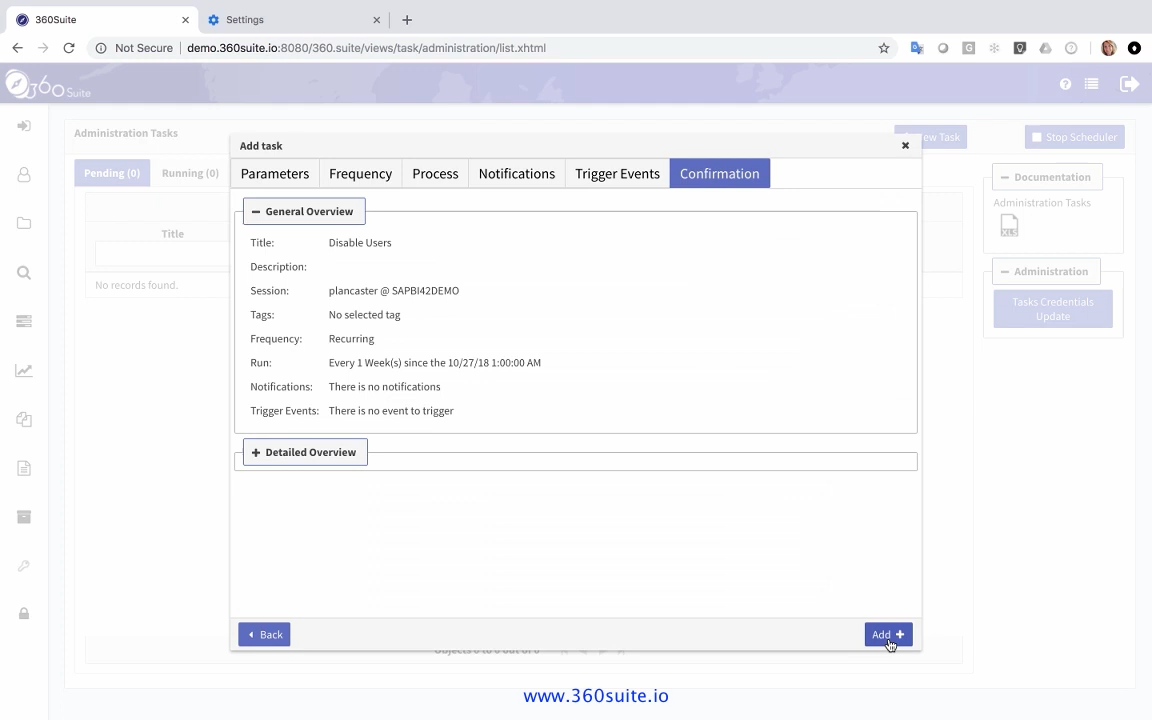 360Suite
Settings
Not Secure | demo.360suite.io:8080/360.suite/views/task/administration/list.xhtml
360Suite
Administration Tasks
New Task
Stop Scheduler
Pending (0)
Running (0)
Title
No records found.
Documentation
Administration Tasks
XLS
Administration
Tasks Credentials
Update
Add task
Parameters
Frequency
Process
Notifications
Trigger Events
Confirmation
General Overview
Title: Disable Users
Description:
Session: plancaster @ SAPBI42DEMO
Tags: No selected tag
Frequency: Recurring
Run: Every 1 Week(s) since the 10/27/18 1:00:00 AM
Notifications: There is no notifications
Trigger Events: There is no event to trigger
Detailed Overview
Back
Add
www.360suite.io